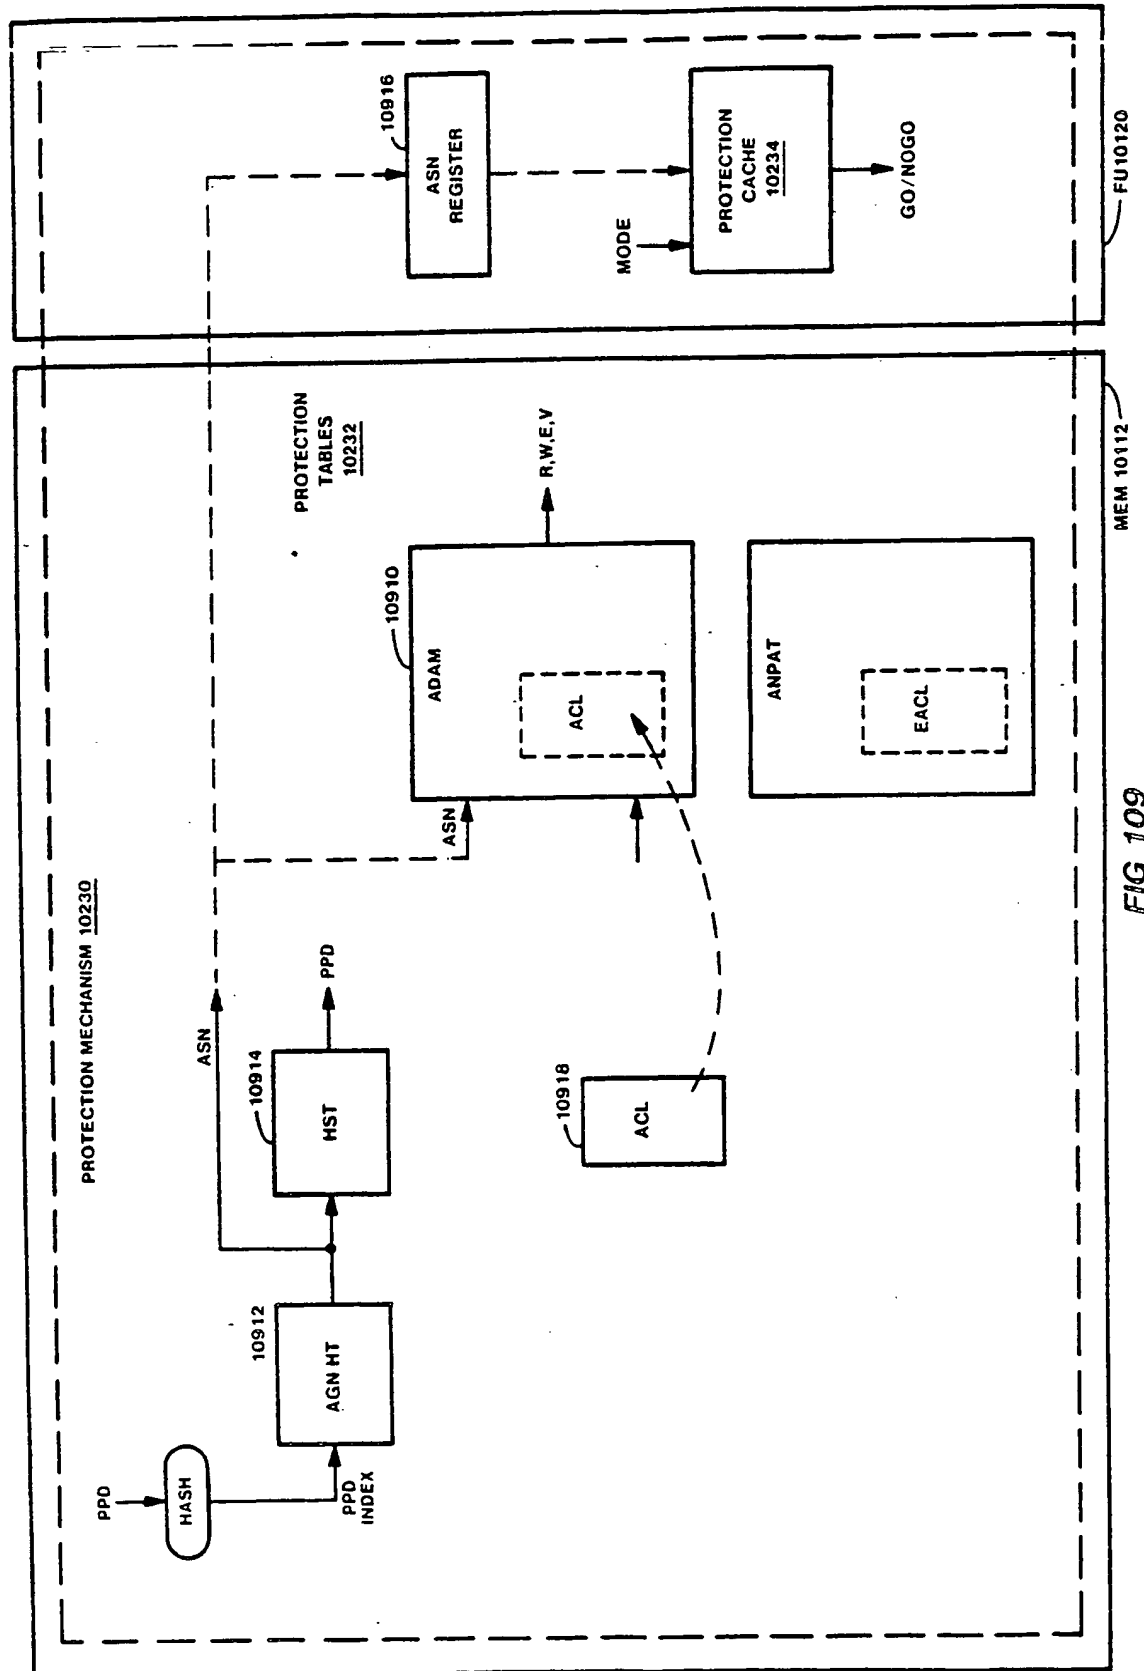 PROTECTION MECHANISM 10230
PPD
HASH
PPD
INDEX
10912
AGN HT
ASN
10914
HST
PPD
10918
ACL
ASN
10910
ADAM
ACL
R,W,E,V
PROTECTION
TABLES
10232
ANPAT
EACL
MEM 10112
10916
ASN
REGISTER
MODE
PROTECTION
CACHE
10234
GO/NOGO
FU10120
FIG 109